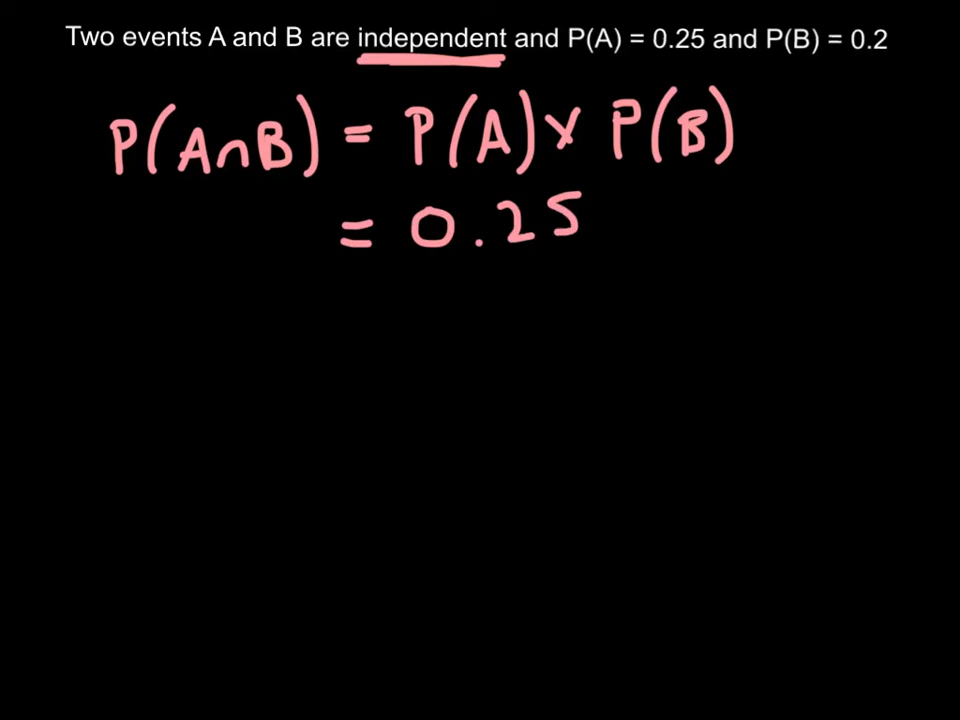 Two events A and B are independent and P(A) = 0.25 and P(B) = 0.2
P(A∩B) = P(A) × P(B)
= 0.25